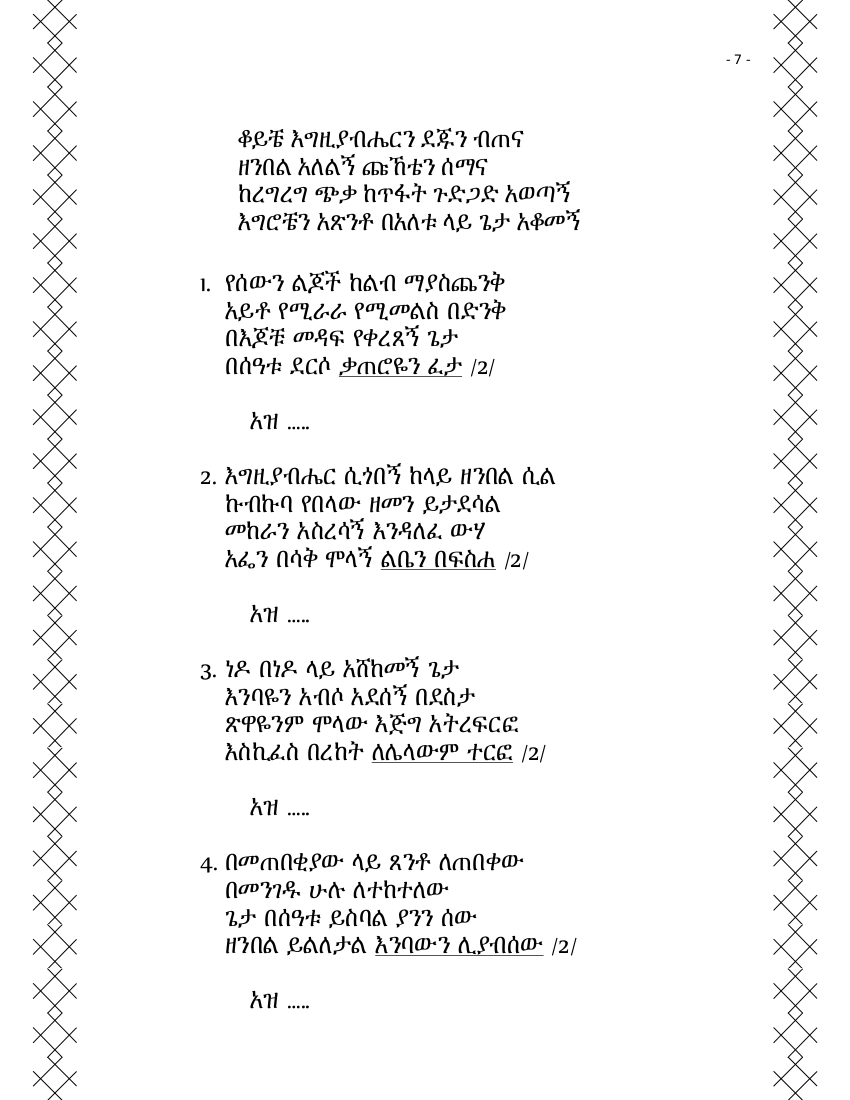 - 7 -
ቆይቼ እግዚያብሔርን ደጁን ብጠና
ዘንበል አለልኝ ጩኸቴን ሰማና
ከረግረግ ጭቃ ከጥፋት ጉድጋድ አወጣኝ
እግሮቼን አጽንቶ በአለቱ ላይ ጌታ አቆመኝ
1. የሰውን ልጆች ከልብ ማያስጨንቅ
አይቶ የሚራራ የሚመልስ በድንቅ
በእጆቹ መዳፍ የቀረጸኝ ጌታ
በሰዓቱ ደርሶ ቃጠሮዬን ፈታ /2/
አዝ .....
2. እግዚያብሔር ሲጎበኝ ከላይ ዘንበል ሲል
ኩብኩባ የበላው ዘመን ይታደሳል
መከራን አስረሳኝ እንዳለፈ ውሃ
አፌን በሳቅ ሞላኝ ልቤን በፍስሐ /2/
አዝ .....
3. ነዶ በነዶ ላይ አሸከመኝ ጌታ
እንባዬን አብሶ አደሰኝ በደስታ
ጽዋዬንም ሞላው እጅግ አትረፍርፎ
እስኪፈስ በረከት ለሌላውም ተርፎ /2/
አዝ .....
4. በመጠበቂያው ላይ ጸንቶ ለጠበቀው
በመንገዱ ሁሉ ለተከተለው
ጌታ በሰዓቱ ይስባል ያንን ሰው
ዘንበል ይልለታል እንባውን ሊያብሰው /2/
አዝ .....